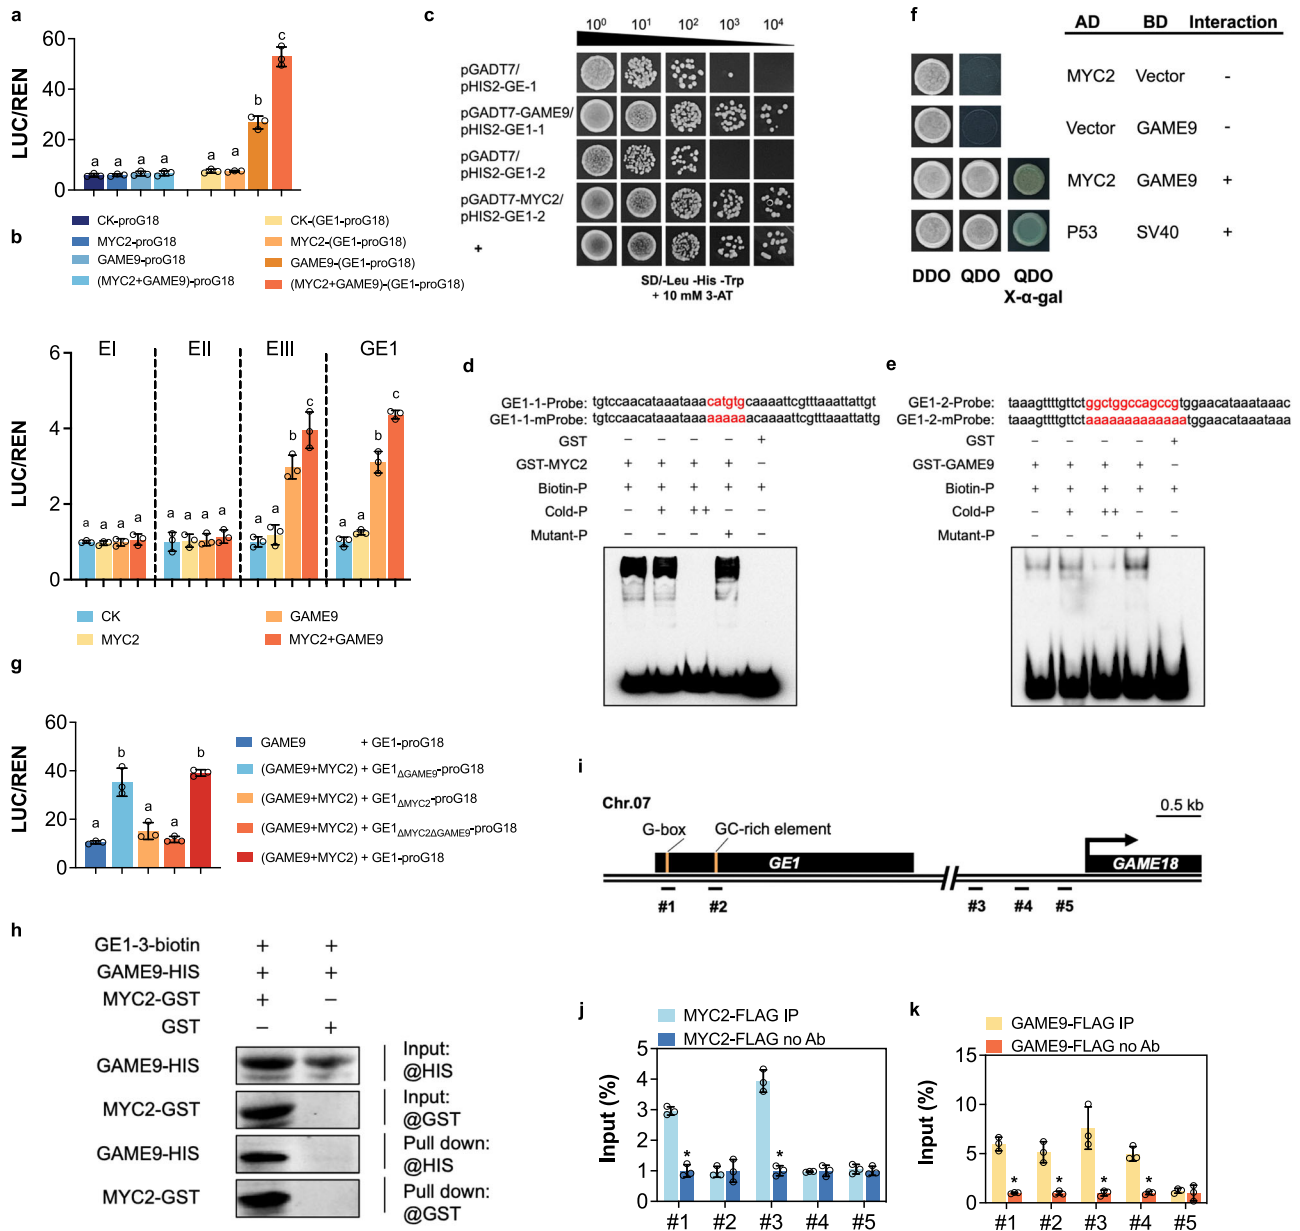 a
LUC/REN
60
40
20
0
a a a a a a b c
CK-proG18
MYC2-proG18
GAME9-proG18
(MYC2+GAME9)-proG18
CK-(GE1-proG18)
MYC2-(GE1-proG18)
GAME9-(GE1-proG18)
(MYC2+GAME9)-(GE1-proG18)
b
LUC/REN
6
4
2
0
EI EII EIII GE1
a a a a a a a a a a b c a a b c
CK
MYC2
GAME9
MYC2+GAME9
c
10⁰ 10¹ 10² 10³ 10⁴
pGADT7/
pHIS2-GE-1
pGADT7-GAME9/
pHIS2-GE1-1
pGADT7/
pHIS2-GE1-2
pGADT7-MYC2/
pHIS2-GE1-2
+
SD/-Leu -His -Trp
+ 10 mM 3-AT
f
AD BD Interaction
MYC2 Vector -
Vector GAME9 -
MYC2 GAME9 +
P53 SV40 +
DDO QDO QDO
X-α-gal
d
GE1-1-Probe: tgtccaacataaataaacatgtgcaaaattcgtttaaattattgt
GE1-1-mProbe: tgtccaacataaataaaaaaaaacaaaattcgtttaaattattg
GST − − − − +
GST-MYC2 + + + + −
Biotin-P + + + + +
Cold-P − + ++ − −
Mutant-P − − − + −
e
GE1-2-Probe: taaagttttgttctggctggccagccgtggaacataaataaac
GE1-2-mProbe: taaagttttgttctaaaaaaaaaaaaatggaacataaataaa
GST − − − − +
GST-GAME9 + + + + −
Biotin-P + + + + +
Cold-P − + ++ − −
Mutant-P − − − + −
g
LUC/REN
60
40
20
0
a b a a b
GAME9 + GE1-proG18
(GAME9+MYC2) + GE1ΔGAME9-proG18
(GAME9+MYC2) + GE1ΔMYC2-proG18
(GAME9+MYC2) + GE1ΔMYC2ΔGAME9-proG18
(GAME9+MYC2) + GE1-proG18
i
Chr.07
0.5 kb
G-box GC-rich element
GE1
GAME18
#1 #2 #3 #4 #5
h
GE1-3-biotin + +
GAME9-HIS + +
MYC2-GST + −
GST − +
GAME9-HIS Input:
@HIS
MYC2-GST Input:
@GST
GAME9-HIS Pull down:
@HIS
MYC2-GST Pull down:
@GST
j
MYC2-FLAG IP
MYC2-FLAG no Ab
Input (%)
5
4
3
2
1
0
* *
#1 #2 #3 #4 #5
k
GAME9-FLAG IP
GAME9-FLAG no Ab
Input (%)
15
10
5
0
* * * *
#1 #2 #3 #4 #5